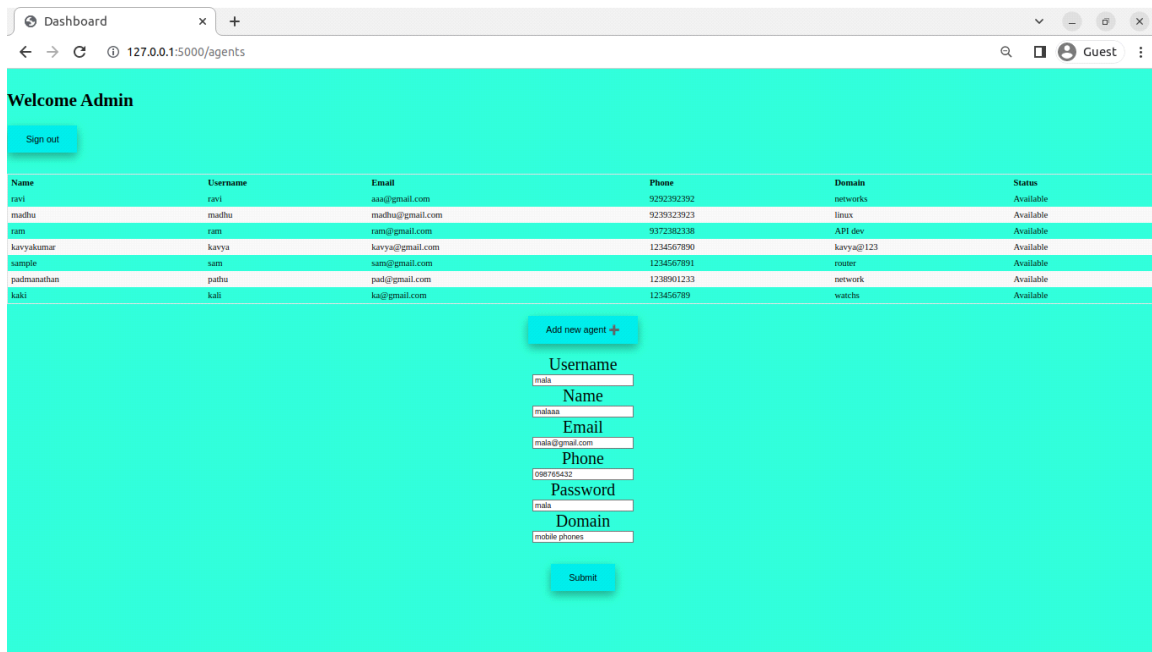 Dashboard
127.0.0.1:5000/agents
Guest
Welcome Admin
Sign out
Name Username Email Phone Domain Status
ravi ravi aaa@gmail.com 9292392392 networks Available
madhu madhu madhu@gmail.com 9239323923 linux Available
ram ram ram@gmail.com 9372382338 API dev Available
kavyakumar kavya kavya@gmail.com 1234567890 kavya@123 Available
sample sam sam@gmail.com 1234567891 router Available
padmanathan pathu pad@gmail.com 1238901233 network Available
kaki kali ka@gmail.com 123456789 watchs Available
Add new agent ➕
Username
mala
Name
malaaa
Email
mala@gmail.com
Phone
098765432
Password
mala
Domain
mobile phones
Submit